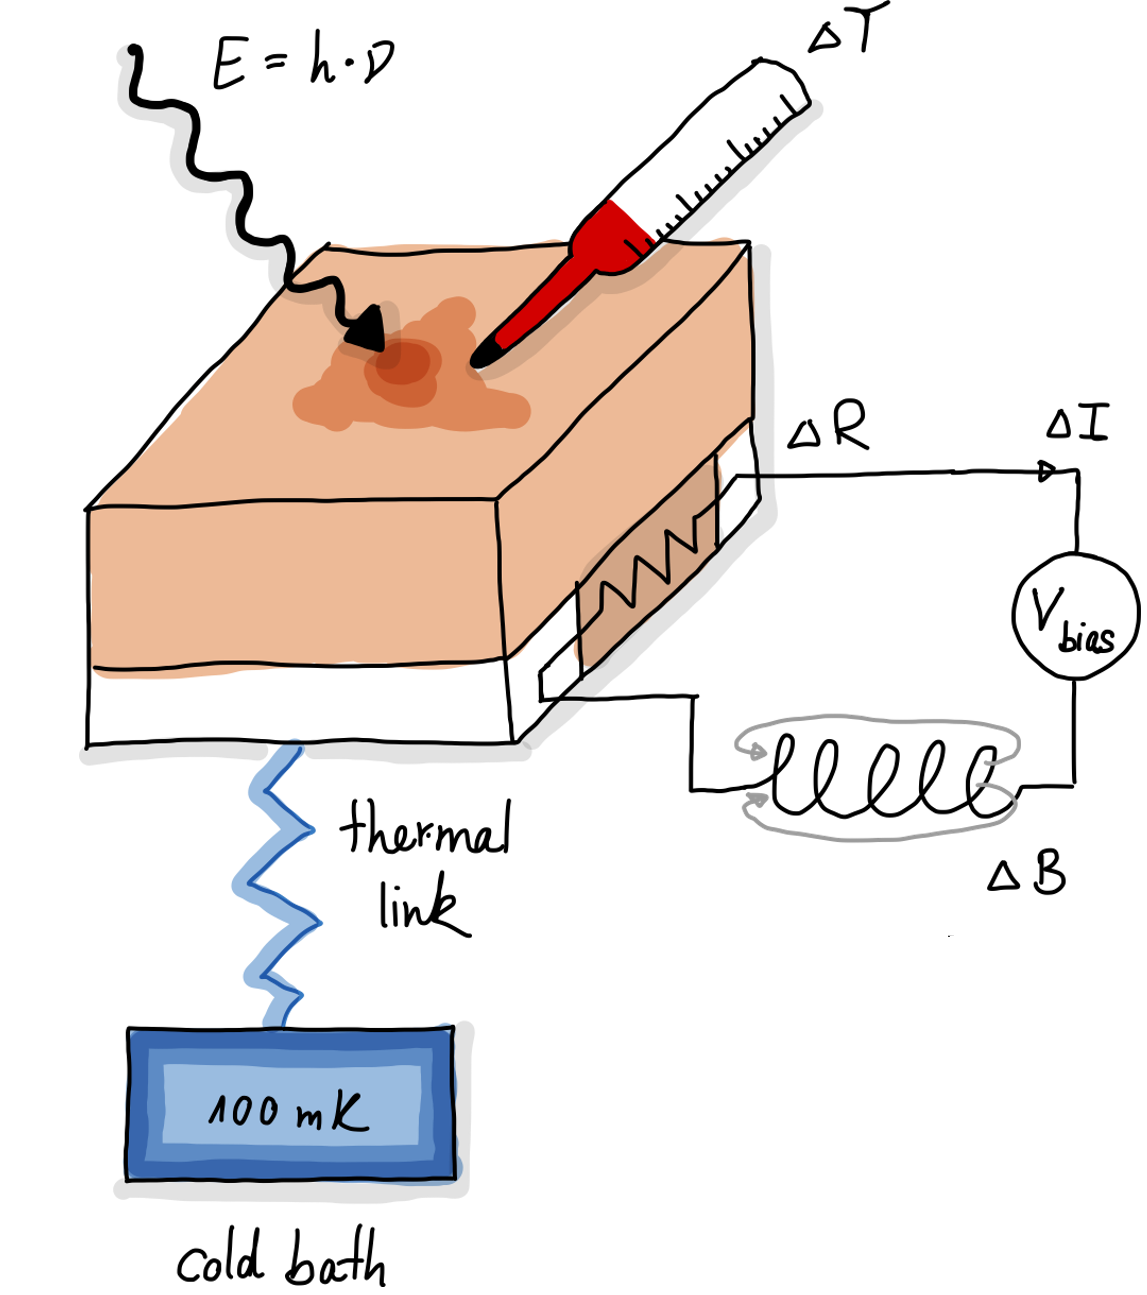 E = h·ν
ΔT
ΔR
ΔI
V bias
thermal
link
ΔB
100 mK
cold bath